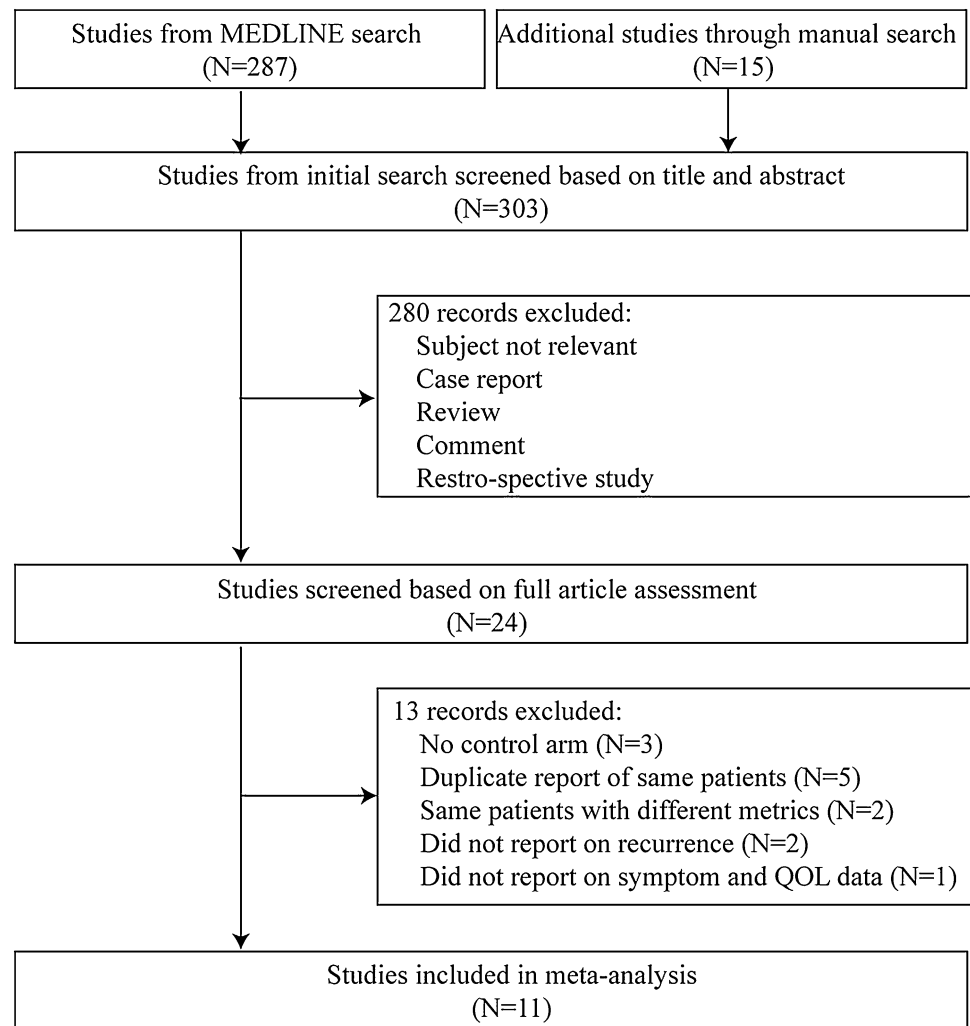 Studies from MEDLINE search
(N=287)
Additional studies through manual search
(N=15)
Studies from initial search screened based on title and abstract
(N=303)
280 records excluded:
Subject not relevant
Case report
Review
Comment
Restro-spective study
Studies screened based on full article assessment
(N=24)
13 records excluded:
No control arm (N=3)
Duplicate report of same patients (N=5)
Same patients with different metrics (N=2)
Did not report on recurrence (N=2)
Did not report on symptom and QOL data (N=1)
Studies included in meta-analysis
(N=11)